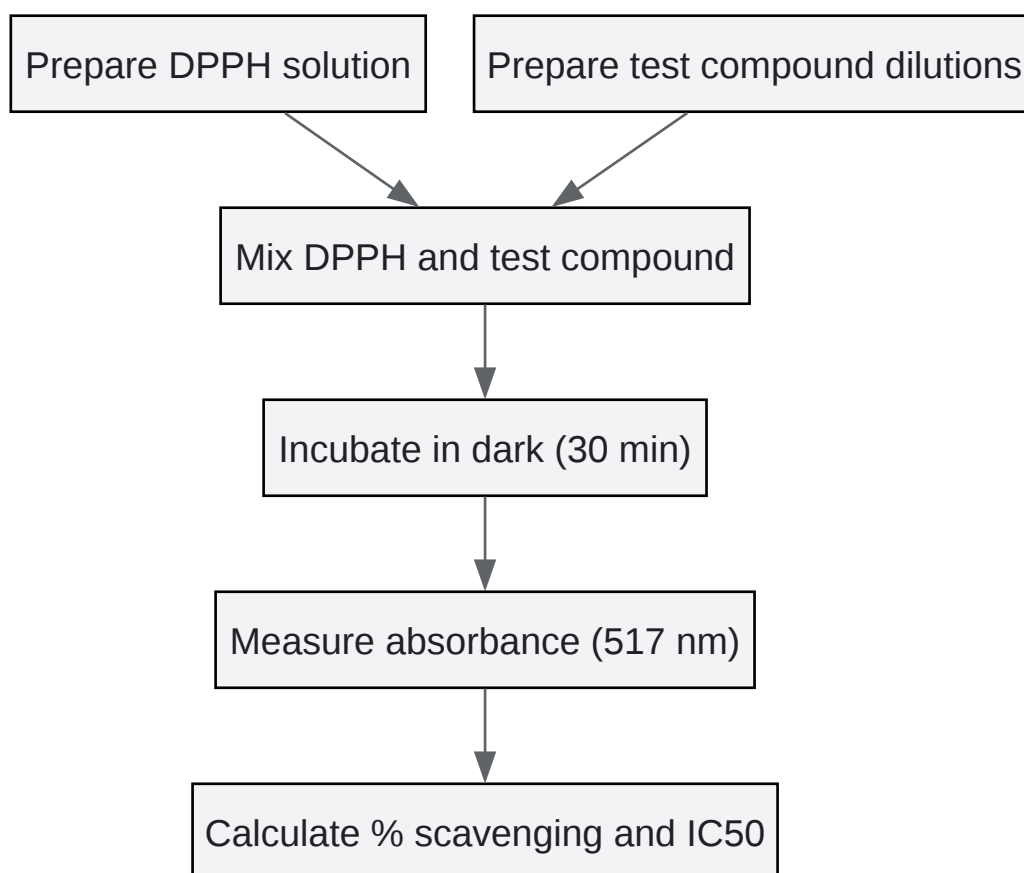 Prepare DPPH solution
Prepare test compound dilutions
Mix DPPH and test compound
Incubate in dark (30 min)
Measure absorbance (517 nm)
Calculate % scavenging and IC50